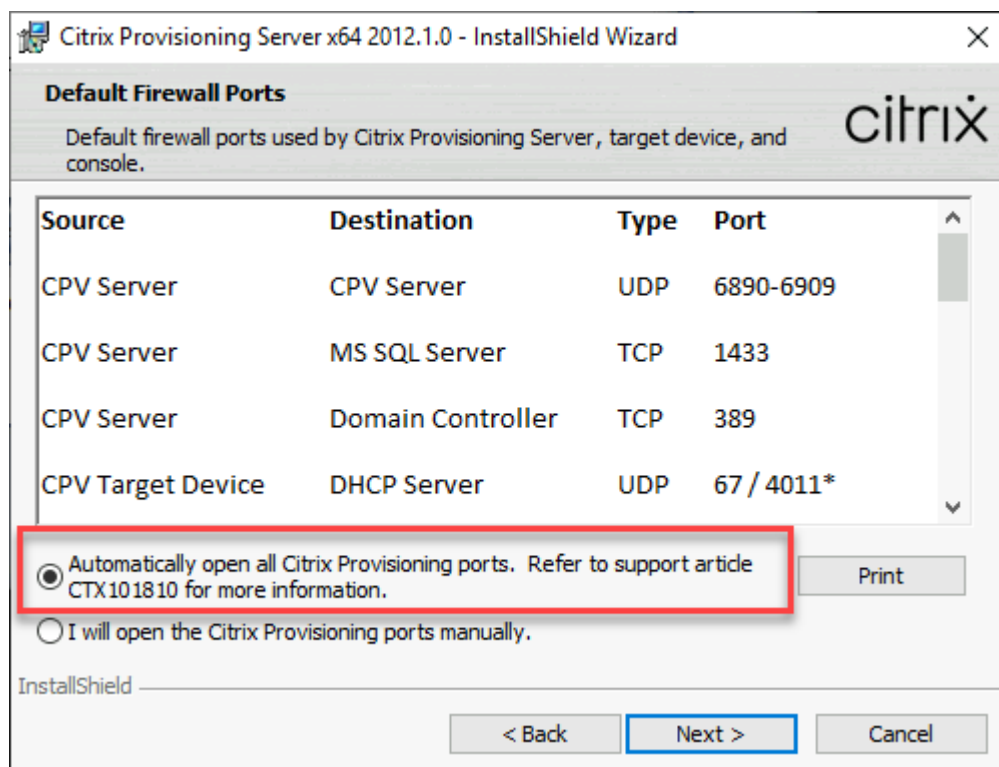 Citrix Provisioning Server x64 2012.1.0 - InstallShield Wizard
Default Firewall Ports
Default firewall ports used by Citrix Provisioning Server, target device, and
console.
citrix
Source Destination Type Port
CPV Server CPV Server UDP 6890-6909
CPV Server MS SQL Server TCP 1433
CPV Server Domain Controller TCP 389
CPV Target Device DHCP Server UDP 67 / 4011*
Automatically open all Citrix Provisioning ports. Refer to support article
CTX101810 for more information.
Print
I will open the Citrix Provisioning ports manually.
InstallShield
< Back Next > Cancel